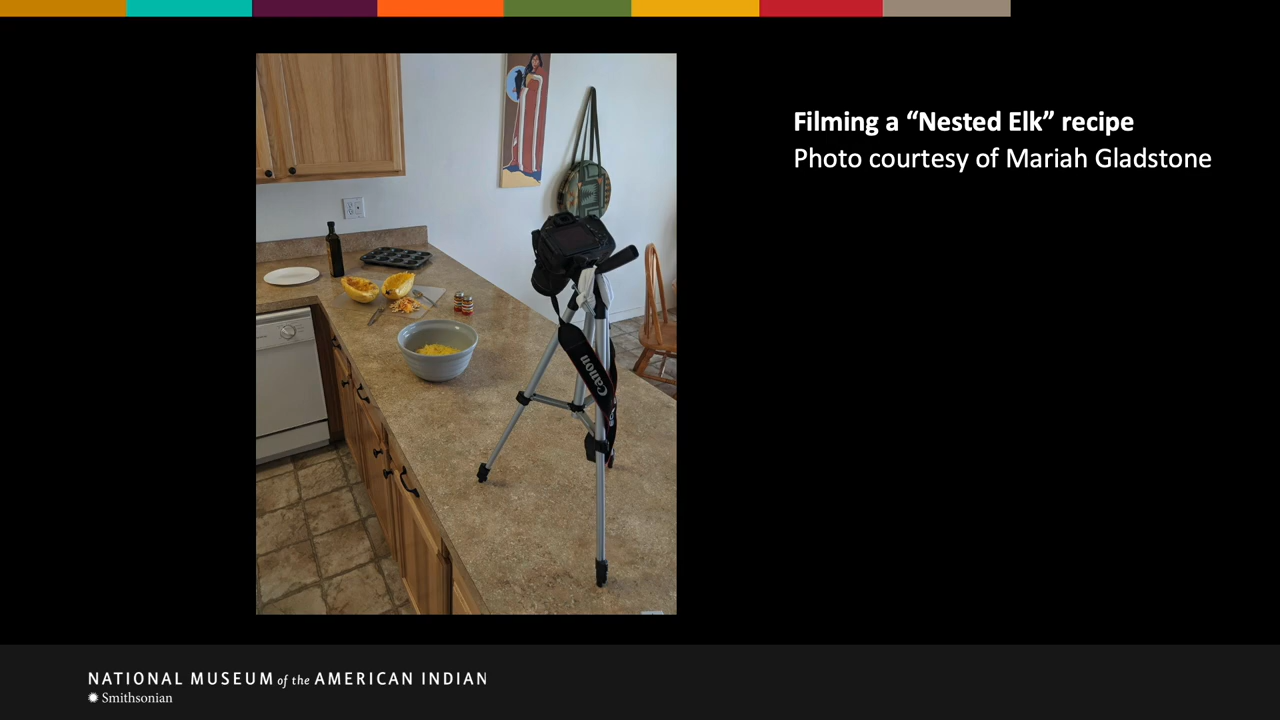 Filming a “Nested Elk” recipe
Photo courtesy of Mariah Gladstone
Canon
NATIONAL MUSEUM of the AMERICAN INDIAN
Smithsonian